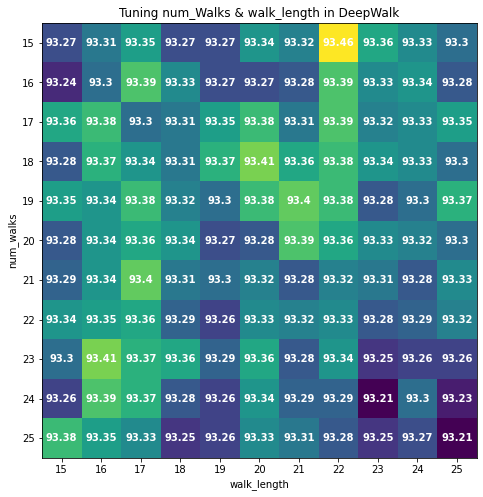 Tuning num_Walks & walk_length in DeepWalk
num_walks
15 93.27 93.31 93.35 93.27 93.27 93.34 93.32 93.46 93.36 93.33 93.3
16 93.24 93.3 93.39 93.33 93.27 93.27 93.28 93.39 93.33 93.34 93.28
17 93.36 93.38 93.3 93.31 93.35 93.38 93.31 93.39 93.32 93.33 93.35
18 93.28 93.37 93.34 93.31 93.37 93.41 93.36 93.38 93.34 93.33 93.3
19 93.35 93.34 93.38 93.32 93.3 93.38 93.4 93.38 93.28 93.3 93.37
20 93.28 93.34 93.36 93.34 93.27 93.28 93.39 93.36 93.33 93.32 93.3
21 93.29 93.34 93.4 93.31 93.3 93.32 93.28 93.32 93.31 93.28 93.33
22 93.34 93.35 93.36 93.29 93.26 93.33 93.32 93.33 93.28 93.29 93.32
23 93.3 93.41 93.37 93.36 93.29 93.36 93.28 93.34 93.25 93.26 93.26
24 93.26 93.39 93.37 93.28 93.26 93.34 93.29 93.29 93.21 93.3 93.23
25 93.38 93.35 93.33 93.25 93.26 93.33 93.31 93.28 93.25 93.27 93.21
15 16 17 18 19 20 21 22 23 24 25
walk_length